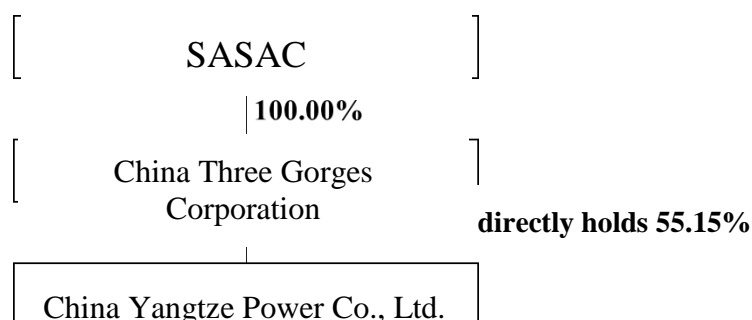 SASAC
100.00%
China Three Gorges
Corporation
directly holds 55.15%
China Yangtze Power Co., Ltd.